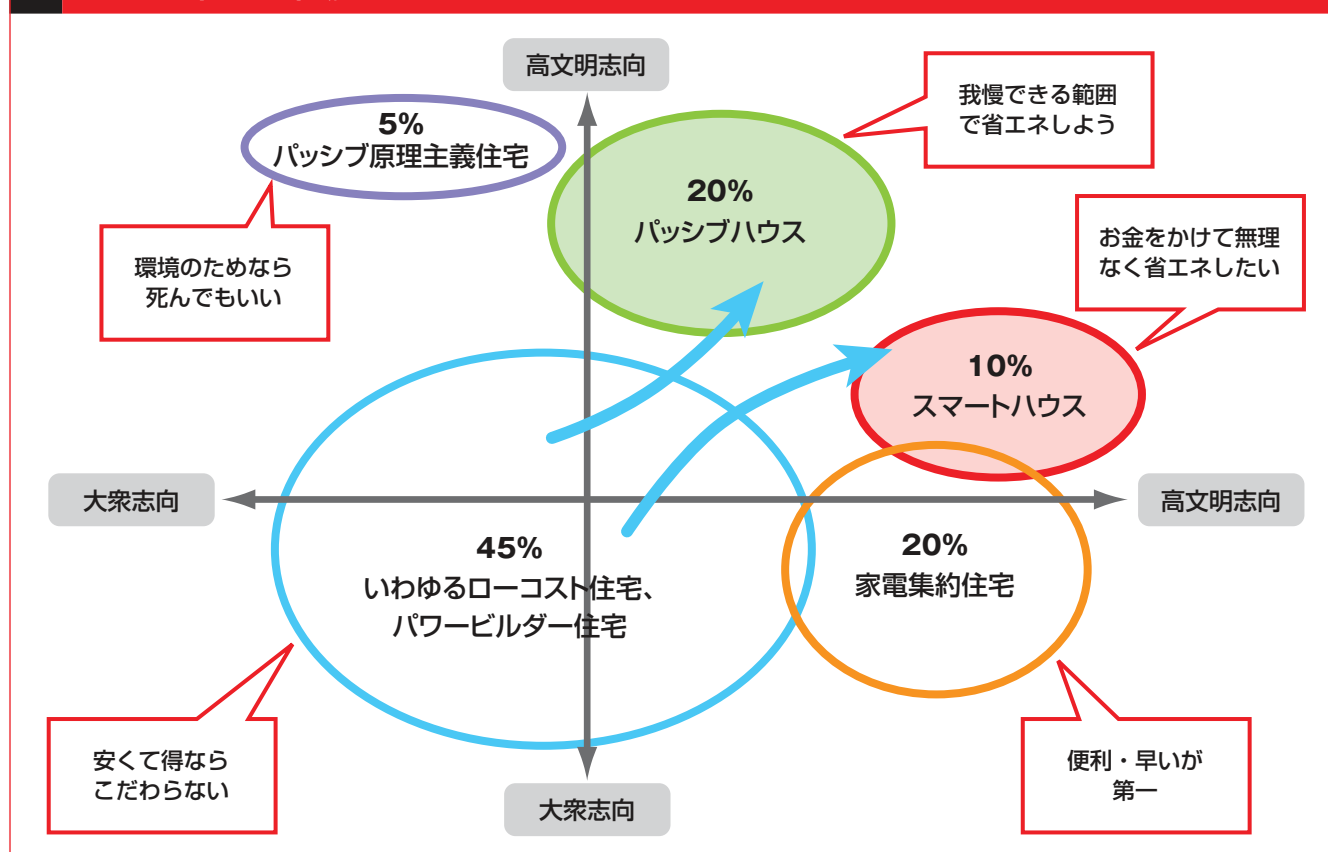 高文明志向
我慢できる範囲
で省エネしよう
5%
パッシブ原理主義住宅
20%
パッシブハウス
お金をかけて無理
なく省エネしたい
環境のためなら
死んでもいい
10%
スマートハウス
大衆志向
高文明志向
45%
いわゆるローコスト住宅、
パワービルダー住宅
20%
家電集約住宅
安くて得なら
こだわらない
便利・早いが
第一
大衆志向